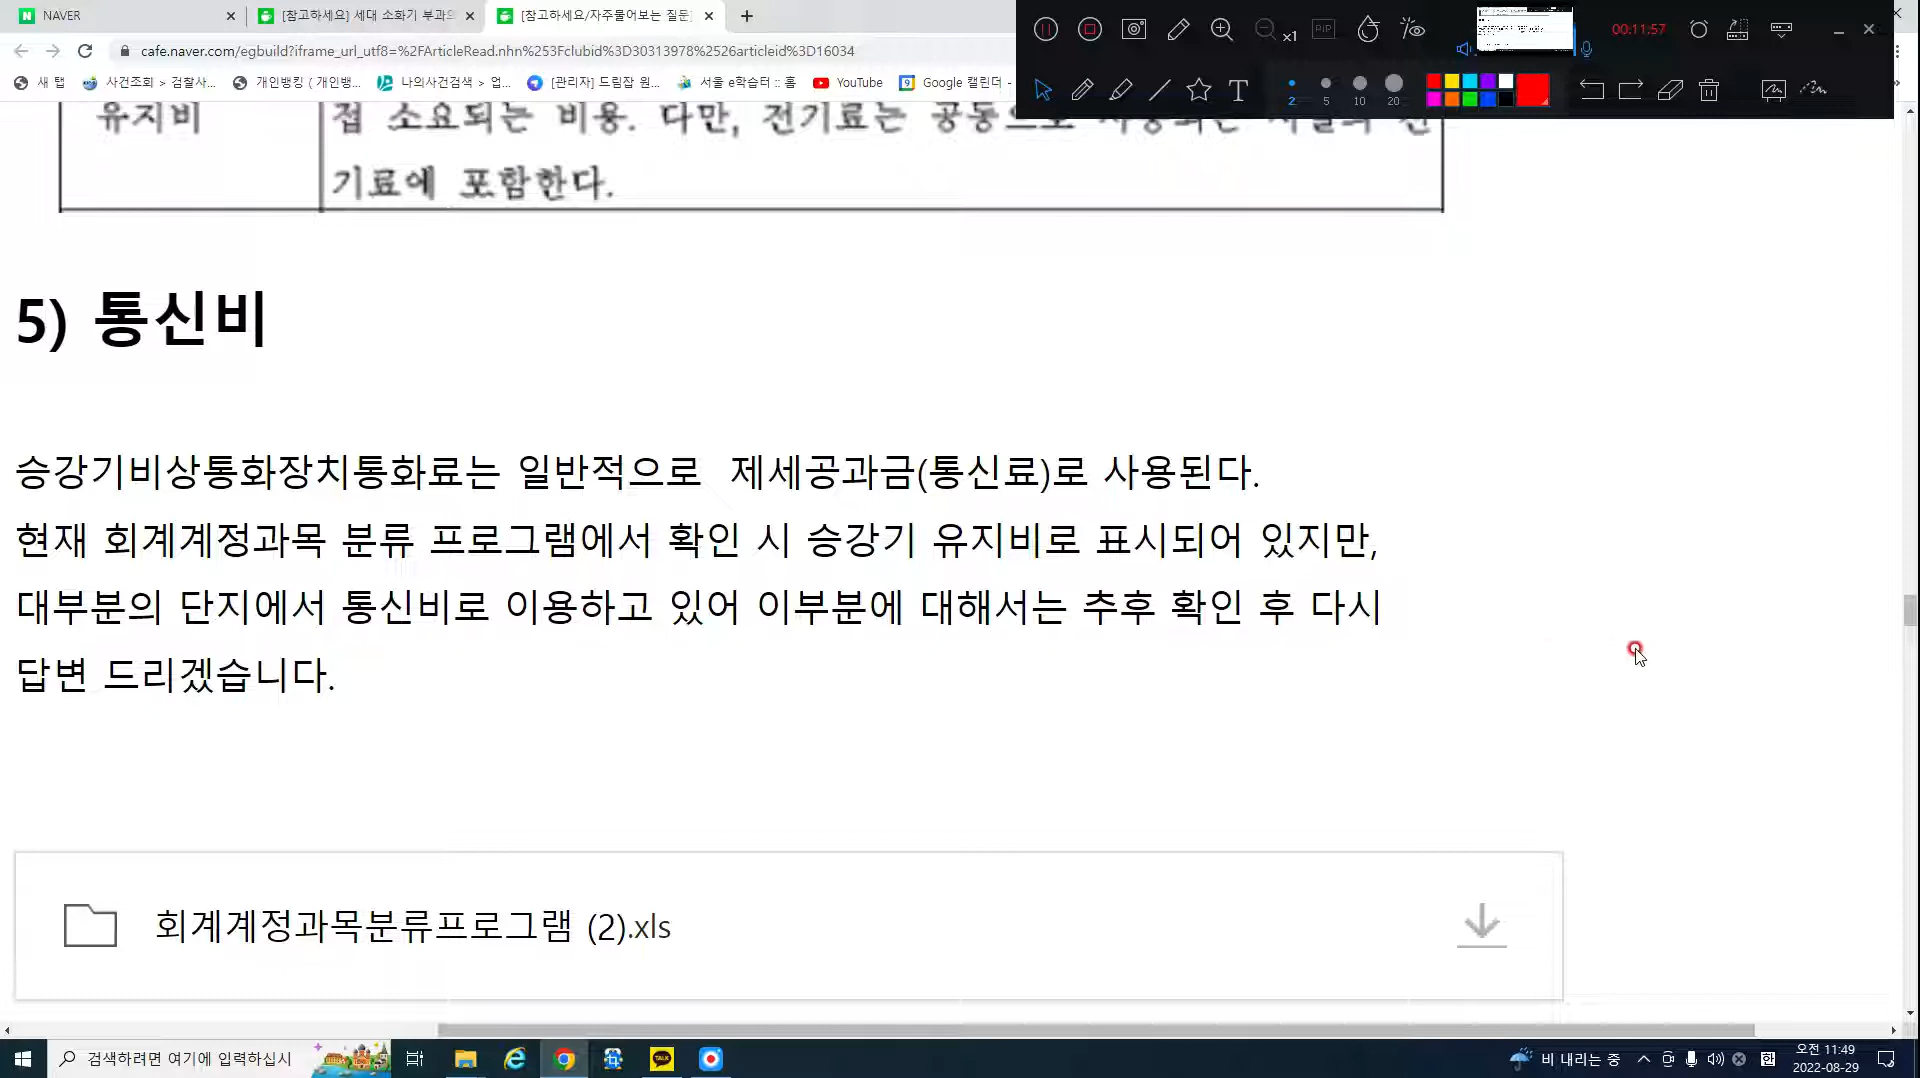 NAVER
[참고하세요] 세대 소화기 부과의
[참고하세요/자주물어보는 질문]
cafe.naver.com/egbuild?iframe_url_utf8=%2FArticleRead.nhn%253Fclubid%3D30313978%2526articleid%3D16034
새 탭
사건조회 > 검찰사...
개인뱅킹 ( 개인뱅...
나의사건검색 > 업...
[관리자] 드림잡 원...
서울 e학습터 :: 홈
YouTube
9
Google 캘린더 -
x1
PIP
00:11:57
T
2
5
10
20
유지비
접 소요되는 비용. 다만, 전기료는 공동으로
기료에 포함한다.
5) 통신비
승강기비상통화장치통화료는 일반적으로 제세공과금(통신료)로 사용된다.
현재 회계계정과목 분류 프로그램에서 확인 시 승강기 유지비로 표시되어 있지만,
대부분의 단지에서 통신비로 이용하고 있어 이부분에 대해서는 추후 확인 후 다시
답변 드리겠습니다.
회계계정과목분류프로그램 (2).xls
검색하려면 여기에 입력하십시
TALK
비 내리는 중
한
오전 11:49
2022-08-29